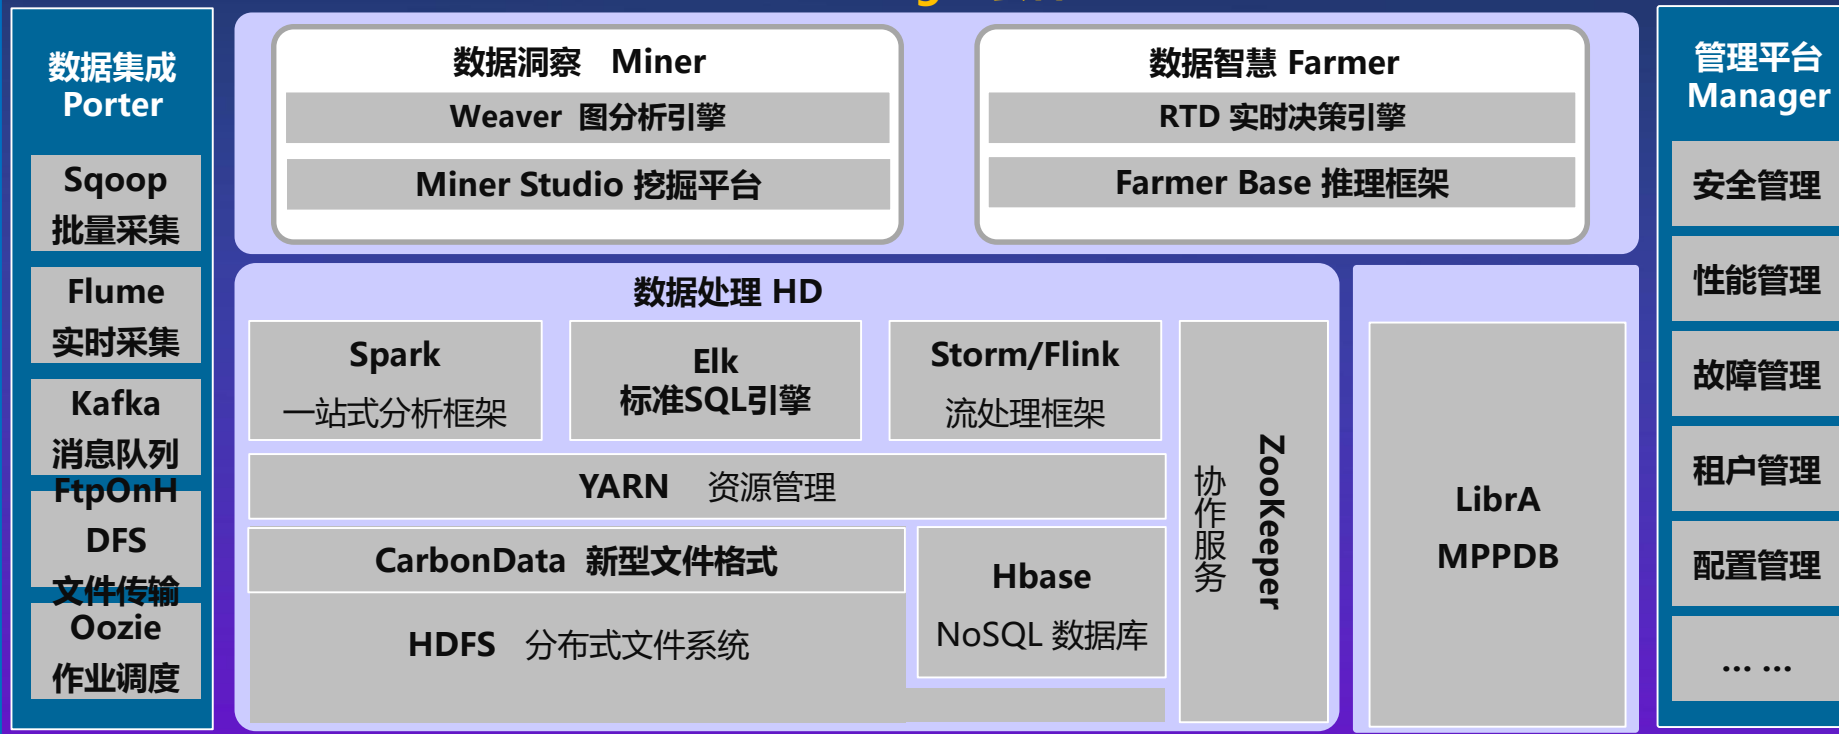 数据集成
Porter
Sqoop
批量采集
Flume
实时采集
Kafka
消息队列
FtpOnH
DFS
文件传输
Oozie
作业调度
数据洞察 Miner
Weaver 图分析引擎
Miner Studio 挖掘平台
数据智慧 Farmer
RTD 实时决策引擎
Farmer Base 推理框架
数据处理 HD
Spark
一站式分析框架
Elk
标准SQL引擎
Storm/Flink
流处理框架
YARN 资源管理
CarbonData 新型文件格式
HDFS 分布式文件系统
Hbase
NoSQL 数据库
协作服务
ZooKeeper
LibrA
MPPDB
管理平台
Manager
安全管理
性能管理
故障管理
租户管理
配置管理
... ...